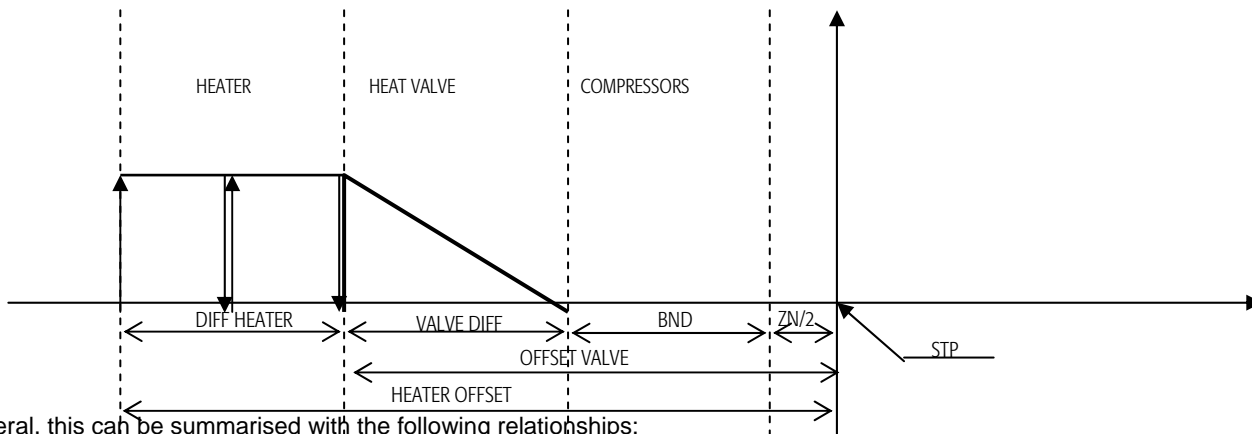 HEATER HEAT VALVE COMPRESSORS
DIFF HEATER VALVE DIFF BND ZN/2
OFFSET VALVE STP
HEATER OFFSET
eral, this can be summarised with the following relationships: